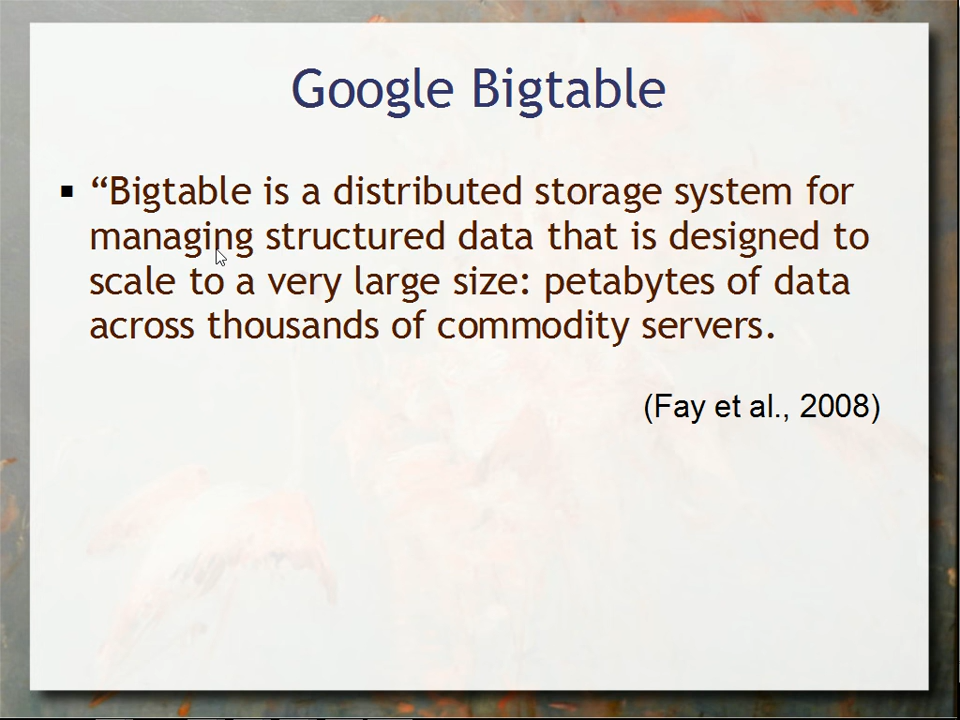 Google Bigtable
▪ “Bigtable is a distributed storage system for
managing structured data that is designed to
scale to a very large size: petabytes of data
across thousands of commodity servers.
(Fay et al., 2008)